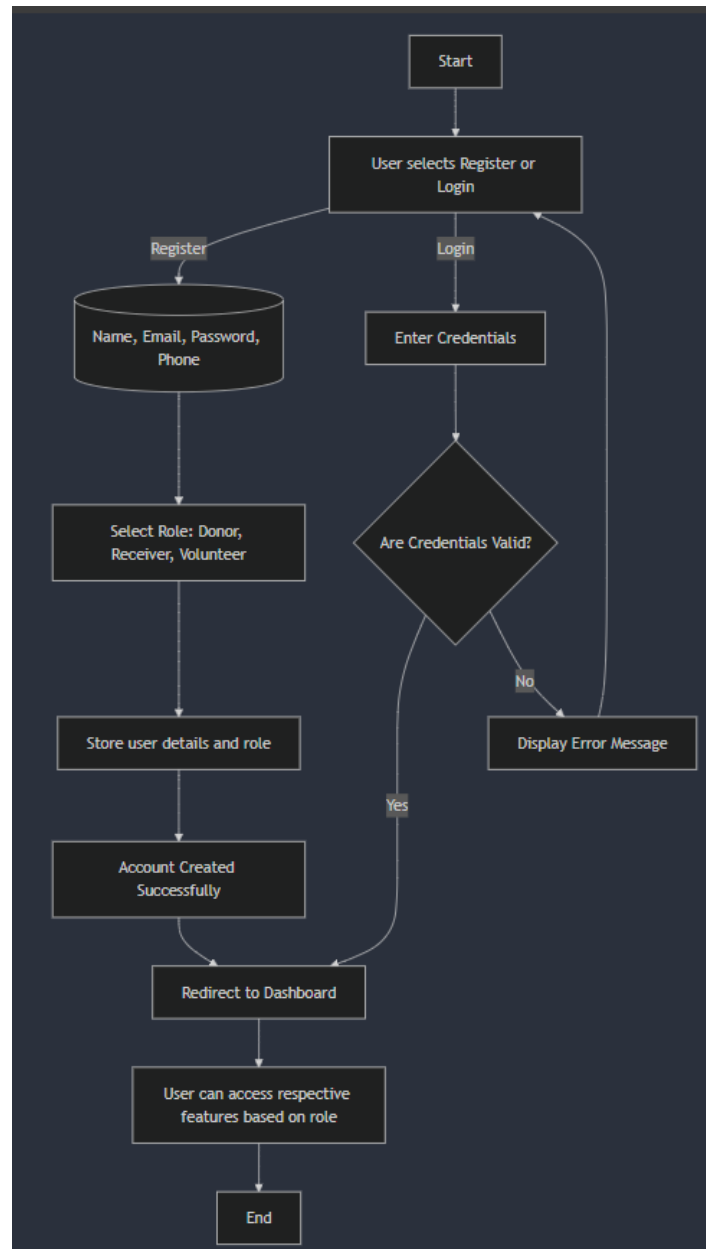 Start
User selects Register or
Login
Register
Login
Name, Email, Password,
Phone
Enter Credentials
Select Role: Donor,
Receiver, Volunteer
Are Credentials Valid?
No
Store user details and role
Display Error Message
Yes
Account Created
Successfully
Redirect to Dashboard
User can access respective
features based on role
End